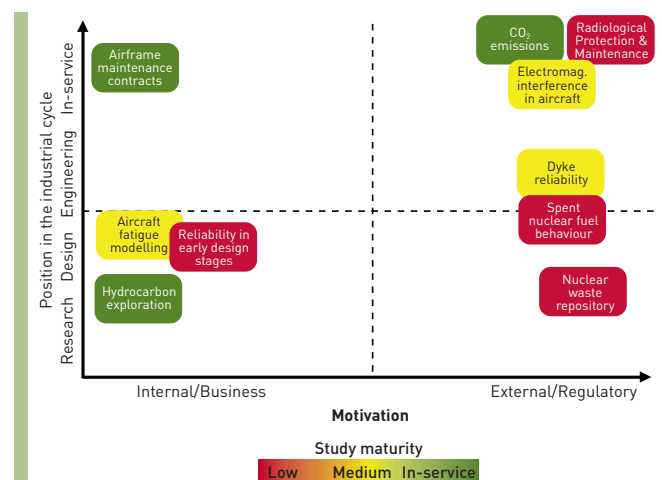 Position in the industrial cycle
In-service
Engineering
Design
Research
Airframe
maintenance
contracts
CO₂
emissions
Radiological
Protection &
Maintenance
Electromag.
interference
in aircraft
Dyke
reliability
Aircraft
fatigue
modelling
Reliability in
early design
stages
Spent
nuclear fuel
behaviour
Hydrocarbon
exploration
Nuclear
waste
repository
Internal/Business
External/Regulatory
Motivation
Study maturity
Low Medium In-service